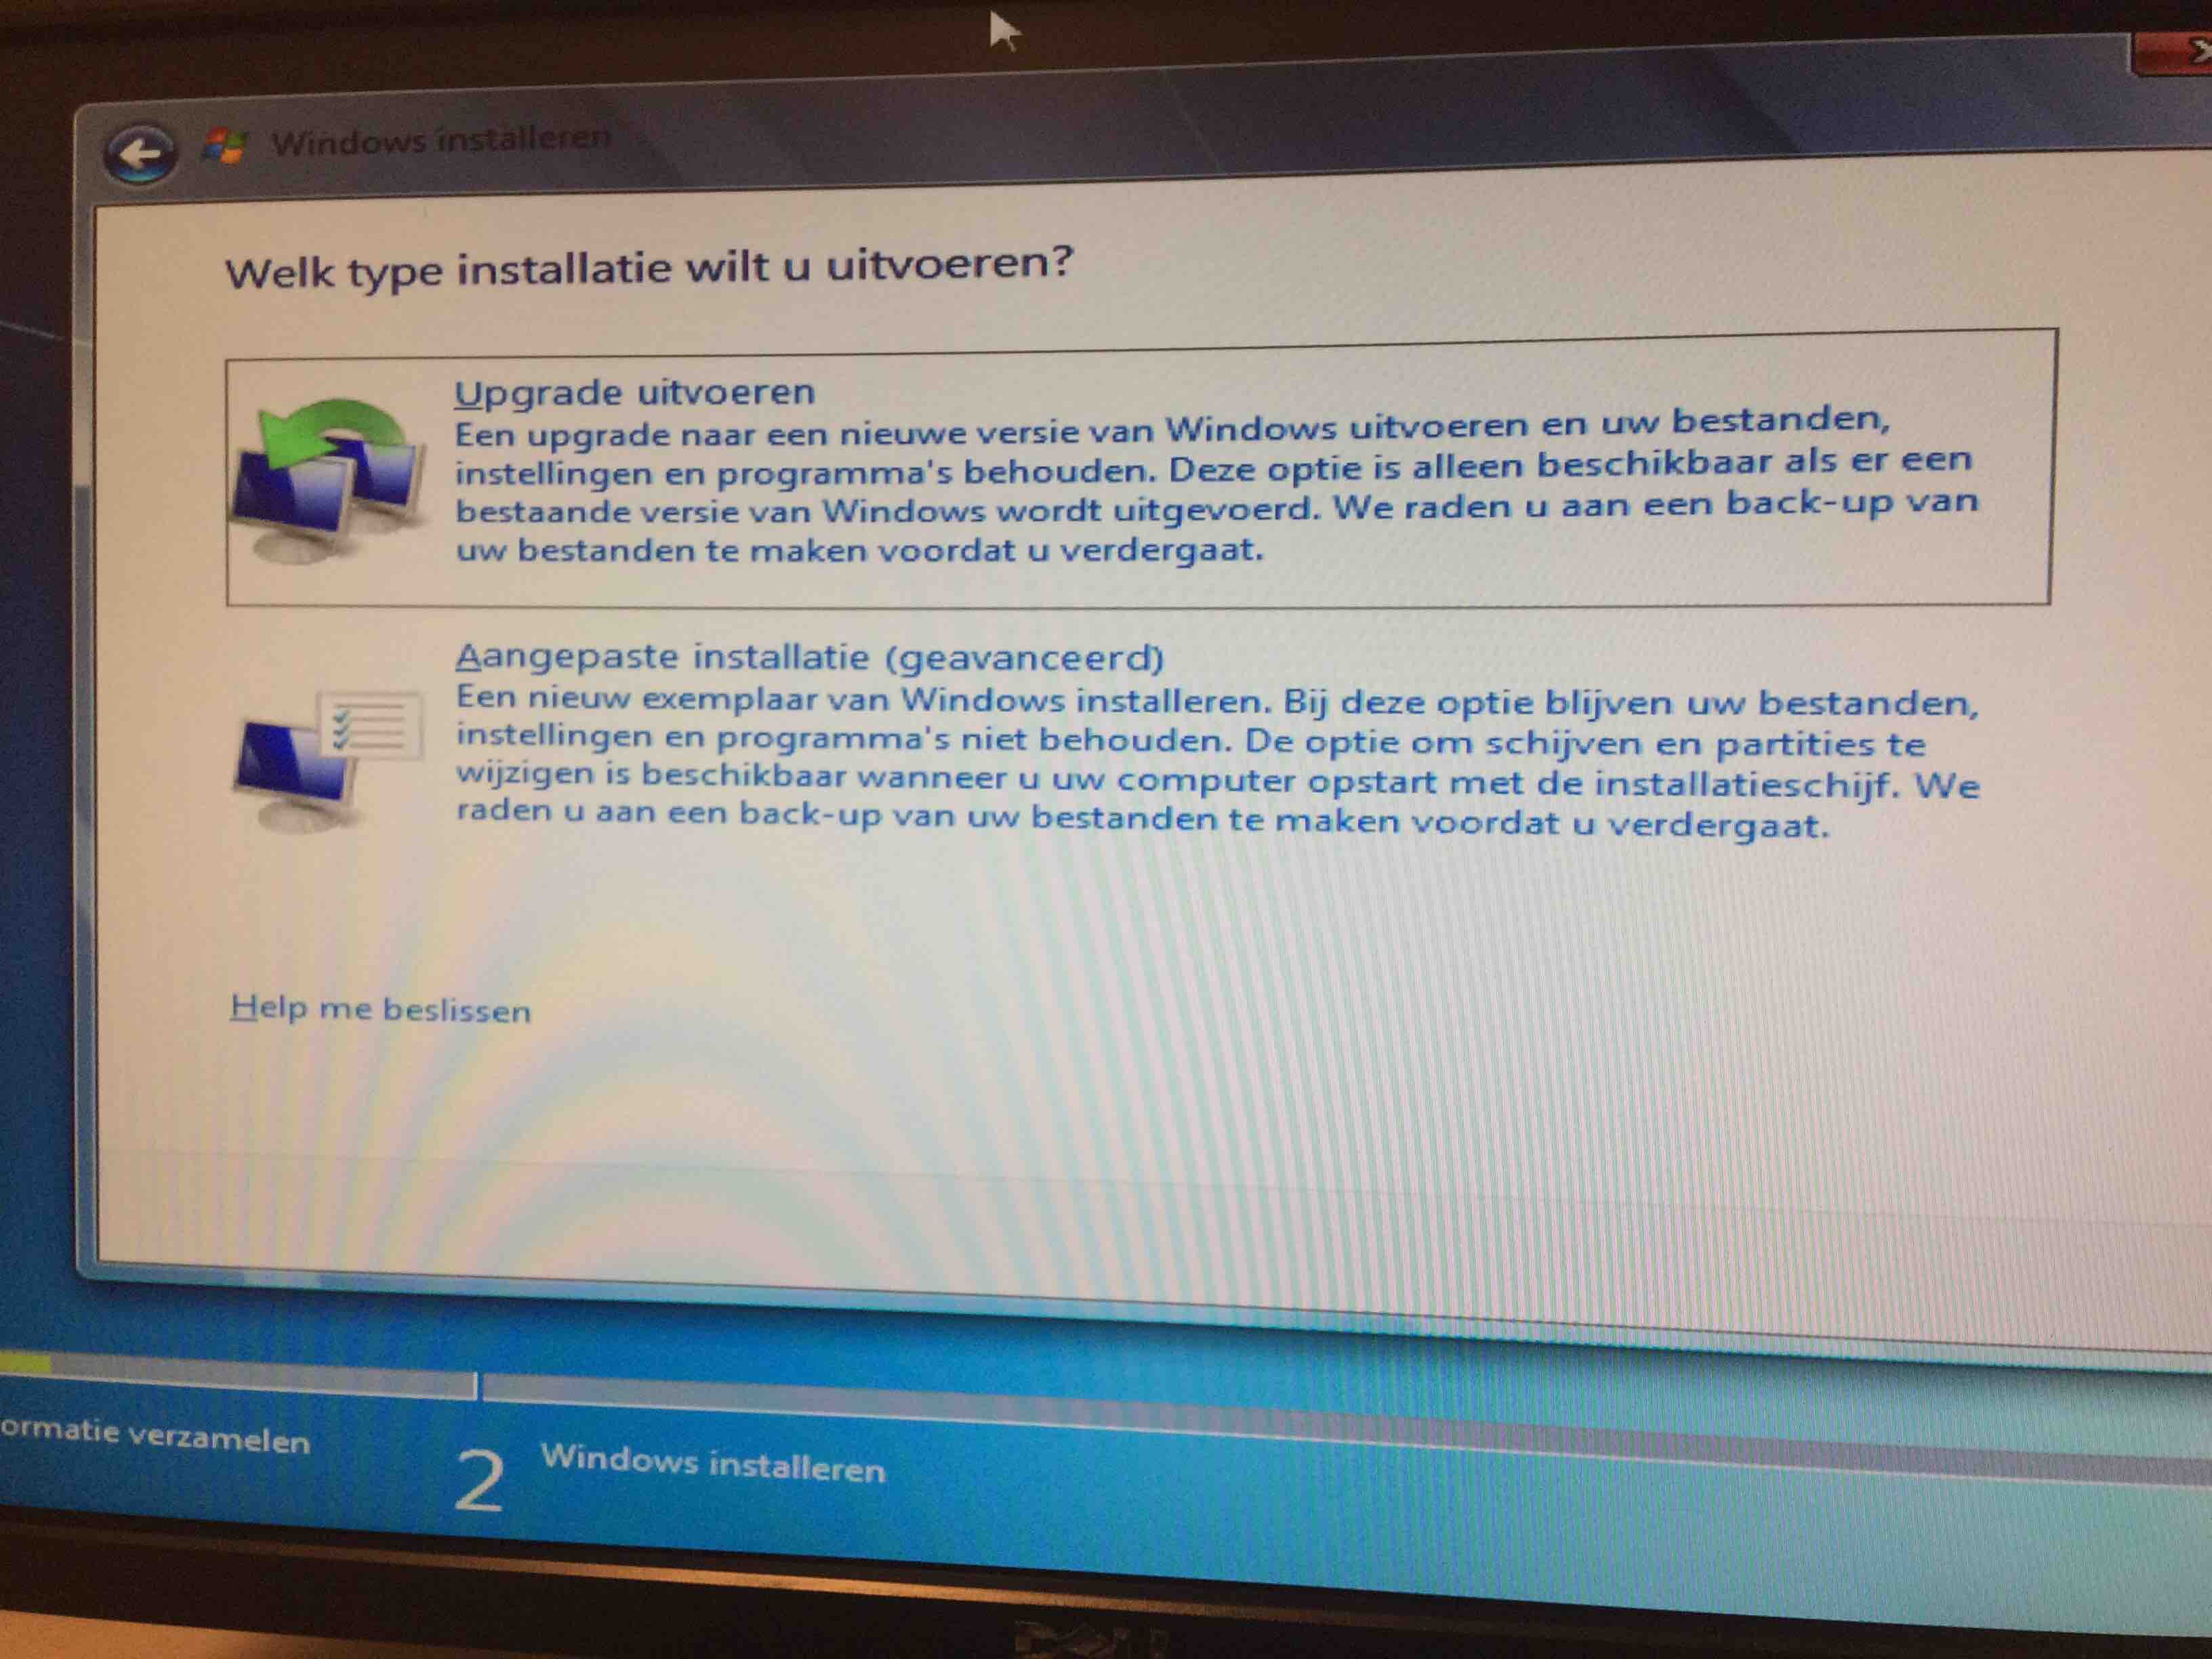 Windows installeren
Welk type installatie wilt u uitvoeren?
Upgrade uitvoeren
Een upgrade naar een nieuwe versie van Windows uitvoeren en uw bestanden,
instellingen en programma's behouden. Deze optie is alleen beschikbaar als er een
bestaande versie van Windows wordt uitgevoerd. We raden u aan een back-up van
uw bestanden te maken voordat u verdergaat.
Aangepaste installatie (geavanceerd)
Een nieuw exemplaar van Windows installeren. Bij deze optie blijven uw bestanden,
instellingen en programma's niet behouden. De optie om schijven en partities te
wijzigen is beschikbaar wanneer u uw computer opstart met de installatieschijf. We
raden u aan een back-up van uw bestanden te maken voordat u verdergaat.
Help me beslissen
ormatie verzamelen
2 Windows installeren
DELL